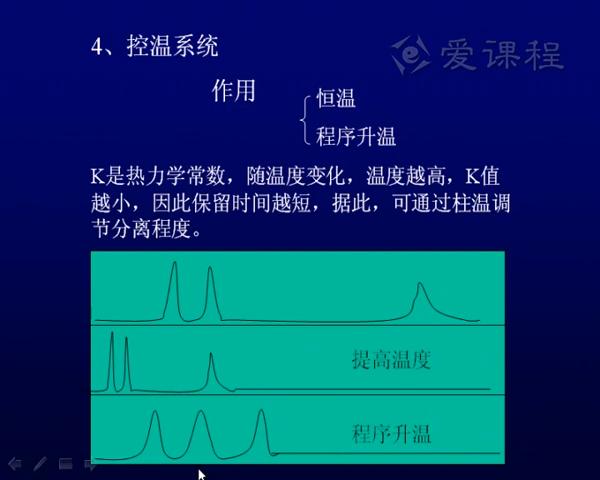 4、控温系统
爱课程
作用
恒温
程序升温
K是热力学常数，随温度变化，温度越高，K值
越小，因此保留时间越短，据此，可通过柱温调
节分离程度。
提高温度
程序升温